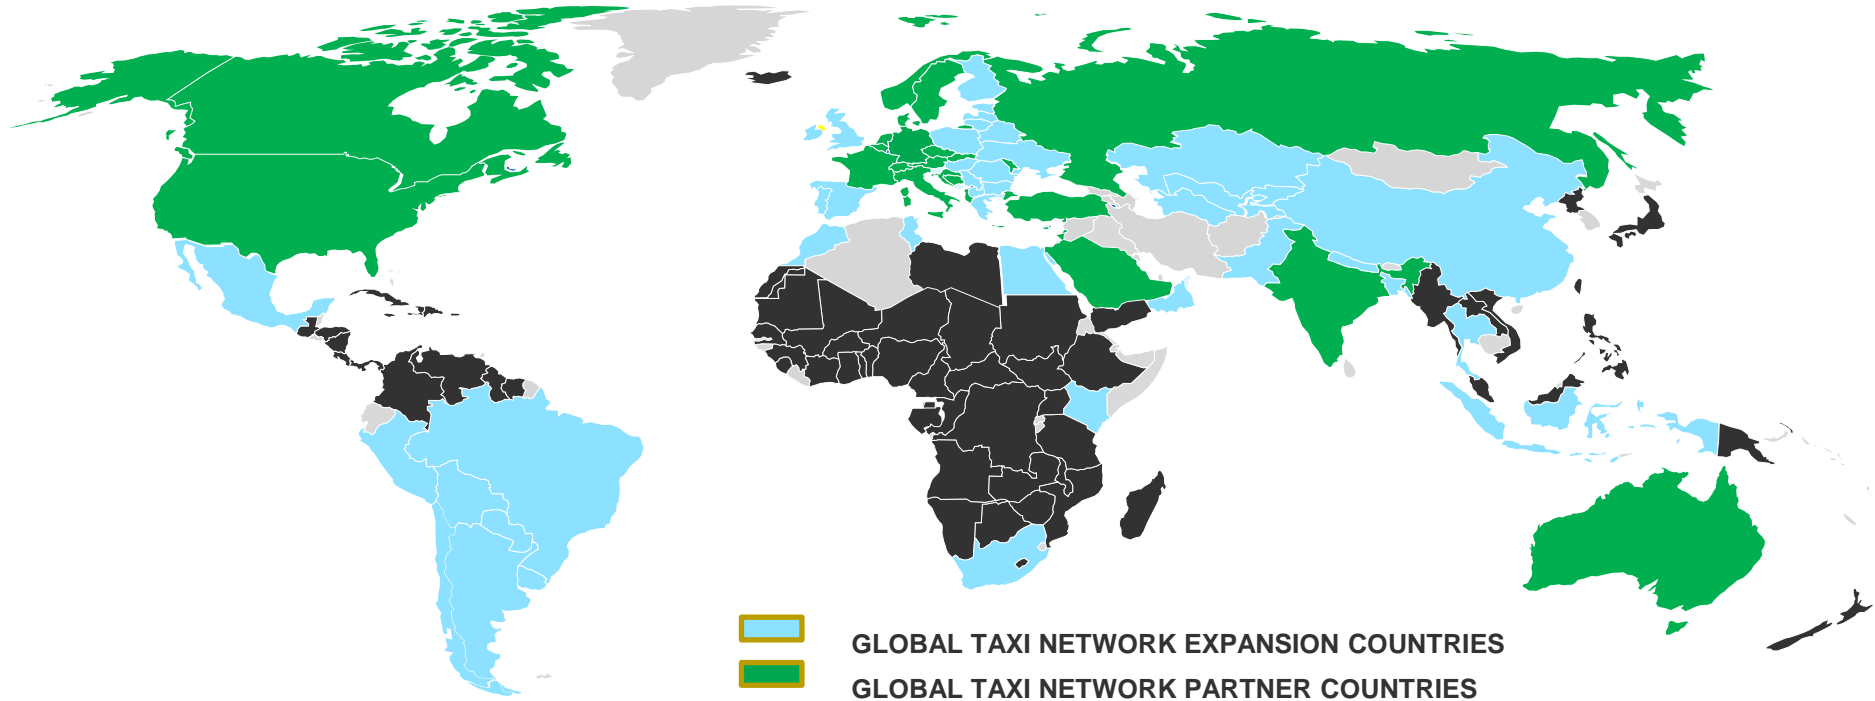 GLOBAL TAXI NETWORK EXPANSION COUNTRIES
GLOBAL TAXI NETWORK PARTNER COUNTRIES